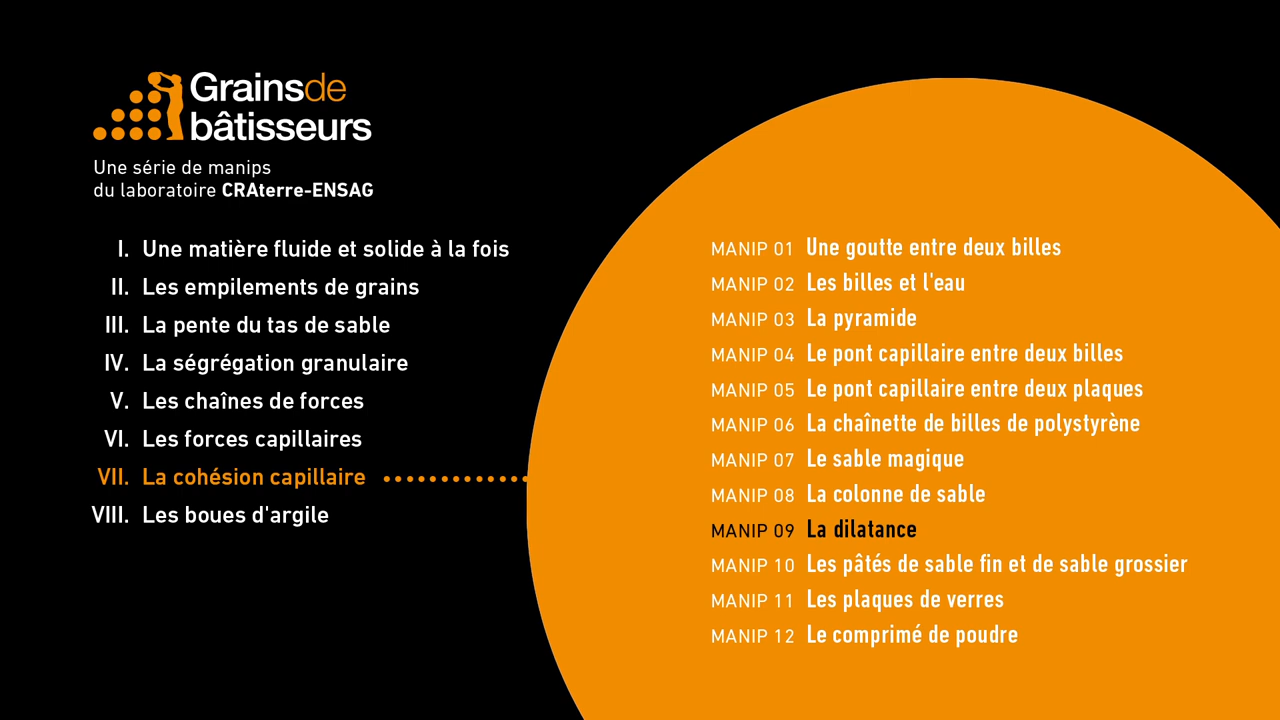 Grainsde
bâtisseurs
Une série de manips
du laboratoire CRAterre-ENSAG
I. Une matière fluide et solide à la fois
II. Les empilements de grains
III. La pente du tas de sable
IV. La ségrégation granulaire
V. Les chaînes de forces
VI. Les forces capillaires
VII. La cohésion capillaire
VIII. Les boues d'argile
MANIP 01 Une goutte entre deux billes
MANIP 02 Les billes et l'eau
MANIP 03 La pyramide
MANIP 04 Le pont capillaire entre deux billes
MANIP 05 Le pont capillaire entre deux plaques
MANIP 06 La chaînette de billes de polystyrène
MANIP 07 Le sable magique
MANIP 08 La colonne de sable
MANIP 09 La dilatance
MANIP 10 Les pâtés de sable fin et de sable grossier
MANIP 11 Les plaques de verres
MANIP 12 Le comprimé de poudre